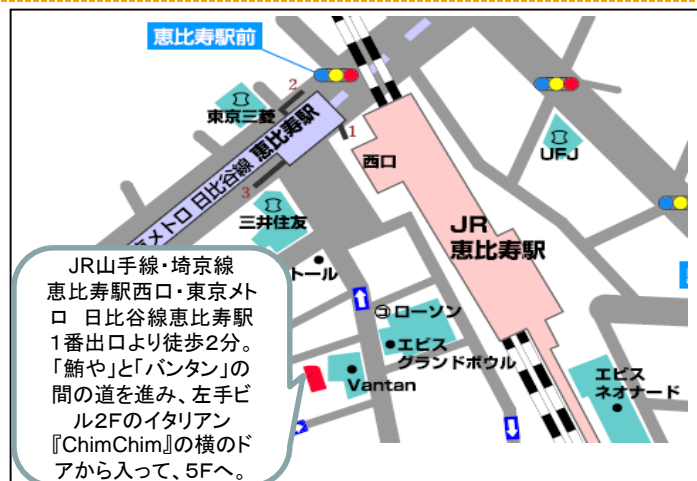 恵比寿駅前
2
東京三菱
1
西口
UFJ
メトロ 日比谷線 恵比寿駅
3
三井住友
JR
恵比寿駅
トール
ローソン
エビス
グランドボウル
Vantan
エビス
ネオナード
JR山手線・埼京線
恵比寿駅西口・東京メト
ロ 日比谷線恵比寿駅
1番出口より徒歩2分。
「鮪や」と「バンタン」の
間の道を進み、左手ビ
ル2Fのイタリアン
『ChimChim』の横のド
アから入って、5Fへ。